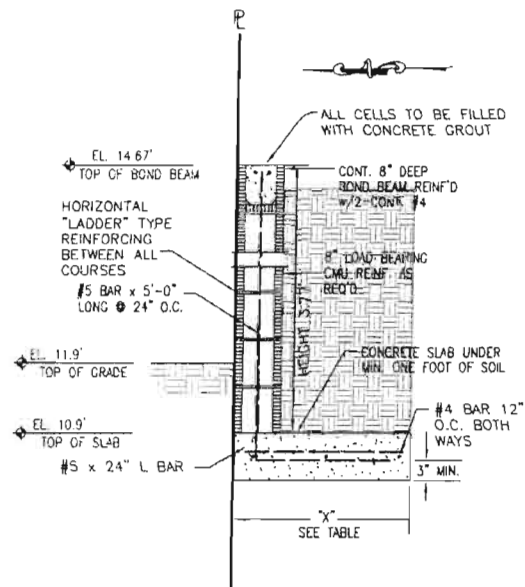 PL
ALL CELLS TO BE FILLED
WITH CONCRETE GROUT
EL. 14.67'
TOP OF BOND BEAM
CONT. 8" DEEP
BOND BEAM REINF'D
w/2-CONT. #4
HORIZONTAL
"LADDER" TYPE
REINFORCING
BETWEEN ALL
COURSES
8" LOAD-BEARING
CMU REINF. AS
REQ'D
#5 BAR x 5'-0"
LONG @ 24" O.C.
HEIGHT 3.77'
EL. 11.9'
TOP OF GRADE
CONCRETE SLAB UNDER
MIN. ONE FOOT OF SOIL
EL. 10.9'
TOP OF SLAB
#4 BAR 12"
O.C. BOTH
WAYS
#5 x 24" L BAR
3" MIN.
"X"
SEE TABLE